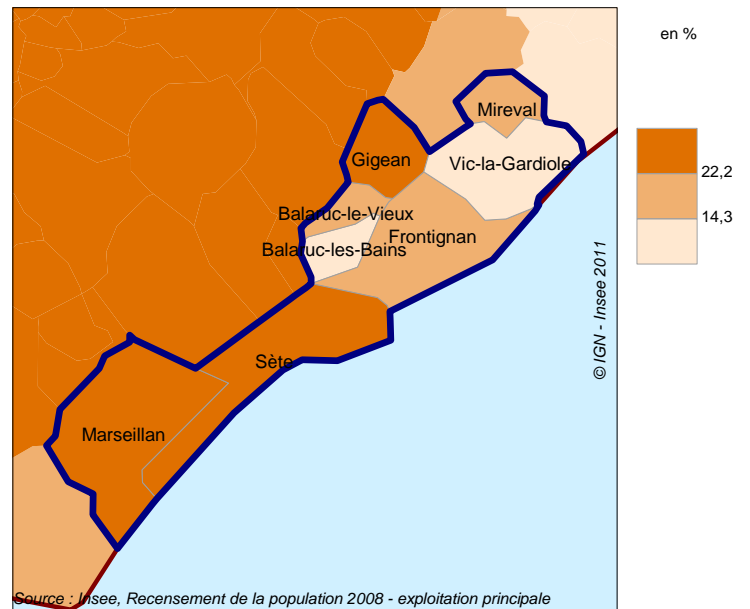 en %
22,2
14,3
Mireval
Gigean
Vic-la-Gardiole
Balaruc-le-Vieux
Frontignan
Balaruc-les-Bains
Sète
Marseillan
© IGN - Insee 2011
Source : Insee, Recensement de la population 2008 - exploitation principale